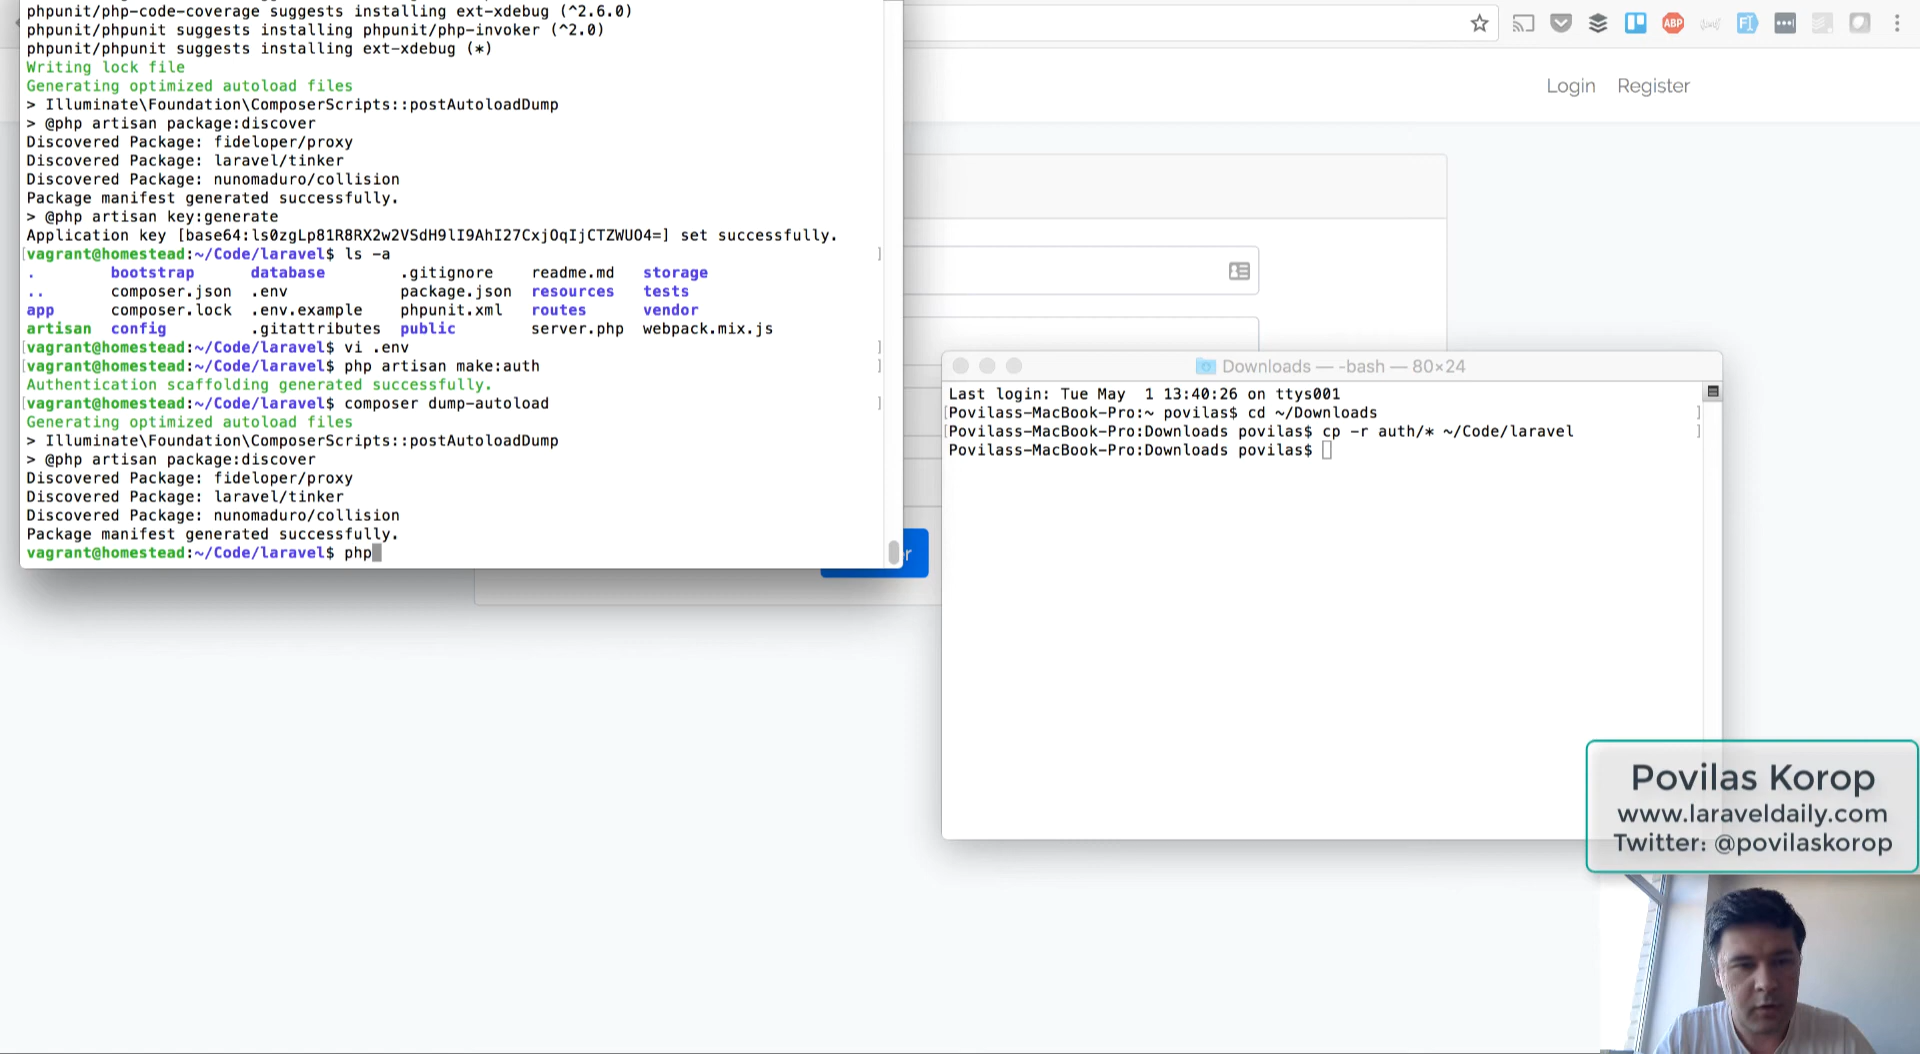 phpunit/php-code-coverage suggests installing ext-xdebug (^2.6.0)
phpunit/phpunit suggests installing phpunit/php-invoker (^2.0)
phpunit/phpunit suggests installing ext-xdebug (*)
Writing lock file
Generating optimized autoload files
> Illuminate\Foundation\ComposerScripts::postAutoloadDump
> @php artisan package:discover
Discovered Package: fideloper/proxy
Discovered Package: laravel/tinker
Discovered Package: nunomaduro/collision
Package manifest generated successfully.
> @php artisan key:generate
Application key [base64:ls0zgLp81R8RX2w2VSdH9lI9AhI27CxjOqIjCTZWUO4=] set successfully.
[vagrant@homestead:~/Code/laravel$ ls -a ]
. bootstrap database .gitignore readme.md storage
.. composer.json .env package.json resources tests
app composer.lock .env.example phpunit.xml routes vendor
artisan config .gitattributes public server.php webpack.mix.js
[vagrant@homestead:~/Code/laravel$ vi .env ]
[vagrant@homestead:~/Code/laravel$ php artisan make:auth ]
Authentication scaffolding generated successfully.
[vagrant@homestead:~/Code/laravel$ composer dump-autoload ]
Generating optimized autoload files
> Illuminate\Foundation\ComposerScripts::postAutoloadDump
> @php artisan package:discover
Discovered Package: fideloper/proxy
Discovered Package: laravel/tinker
Discovered Package: nunomaduro/collision
Package manifest generated successfully.
vagrant@homestead:~/Code/laravel$ php
ABP
Login Register
r
Downloads — -bash — 80×24
Last login: Tue May  1 13:40:26 on ttys001
[Povilass-MacBook-Pro:~ povilas$ cd ~/Downloads ]
[Povilass-MacBook-Pro:Downloads povilas$ cp -r auth/* ~/Code/laravel ]
Povilass-MacBook-Pro:Downloads povilas$
Povilas Korop
www.laraveldaily.com
Twitter: @povilaskorop